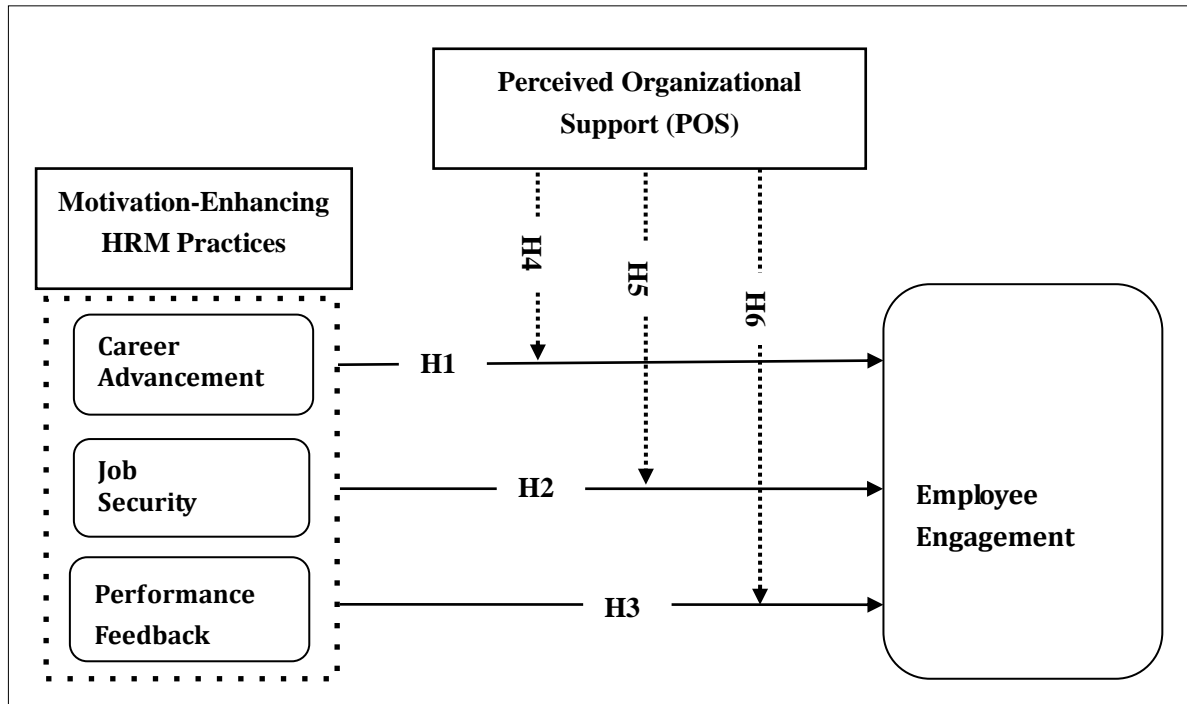 Perceived Organizational
Support (POS)
Motivation-Enhancing
HRM Practices
H4
H5
H6
Career
Advancement
H1
Job
Security
H2
Employee
Engagement
Performance
Feedback
H3